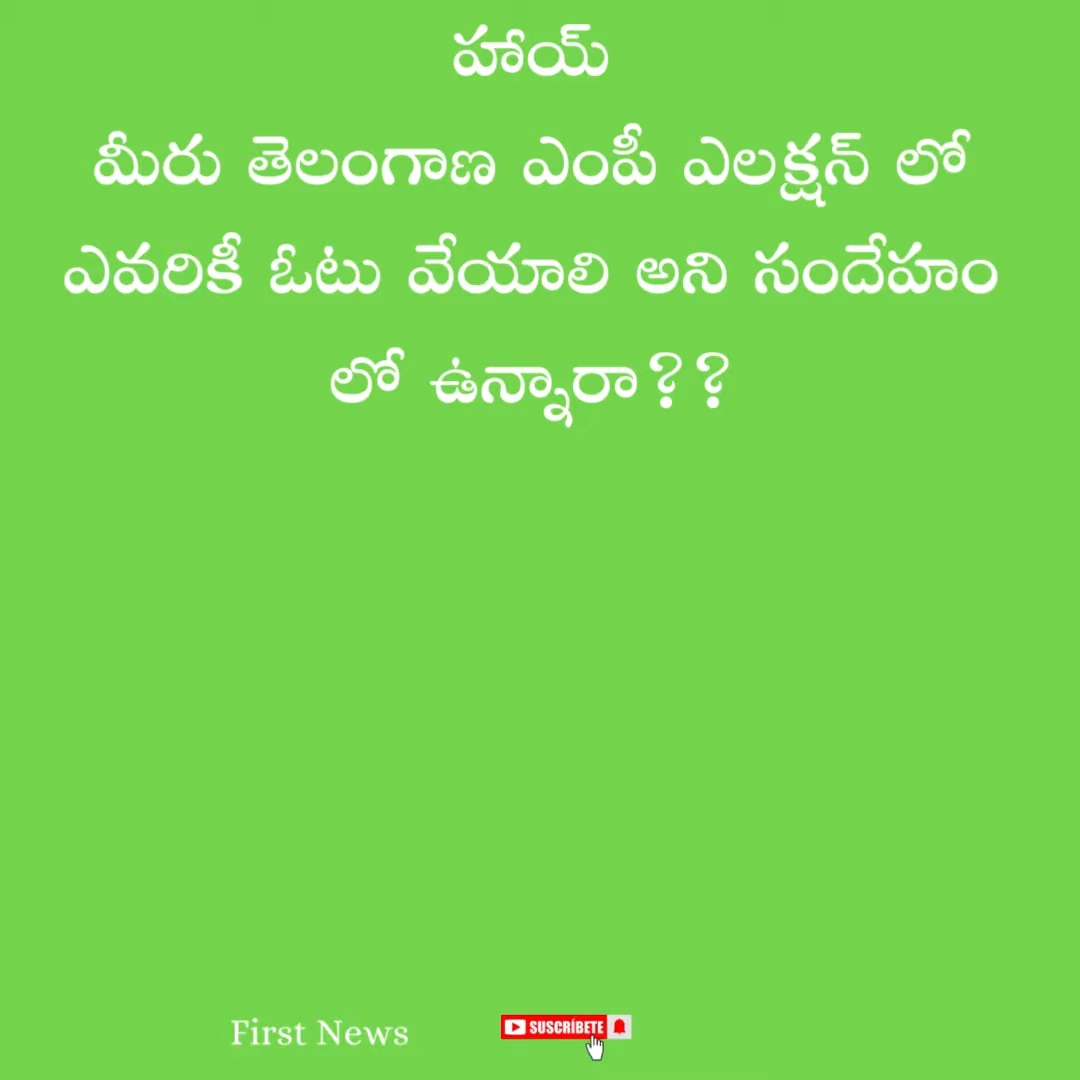 హాయ్
మీరు తెలంగాణ ఎంపీ ఎలక్షన్ లో
ఎవరికీ ఓటు వేయాలి అని సందేహం
లో ఉన్నారా??
First News
SUSCRÍBETE